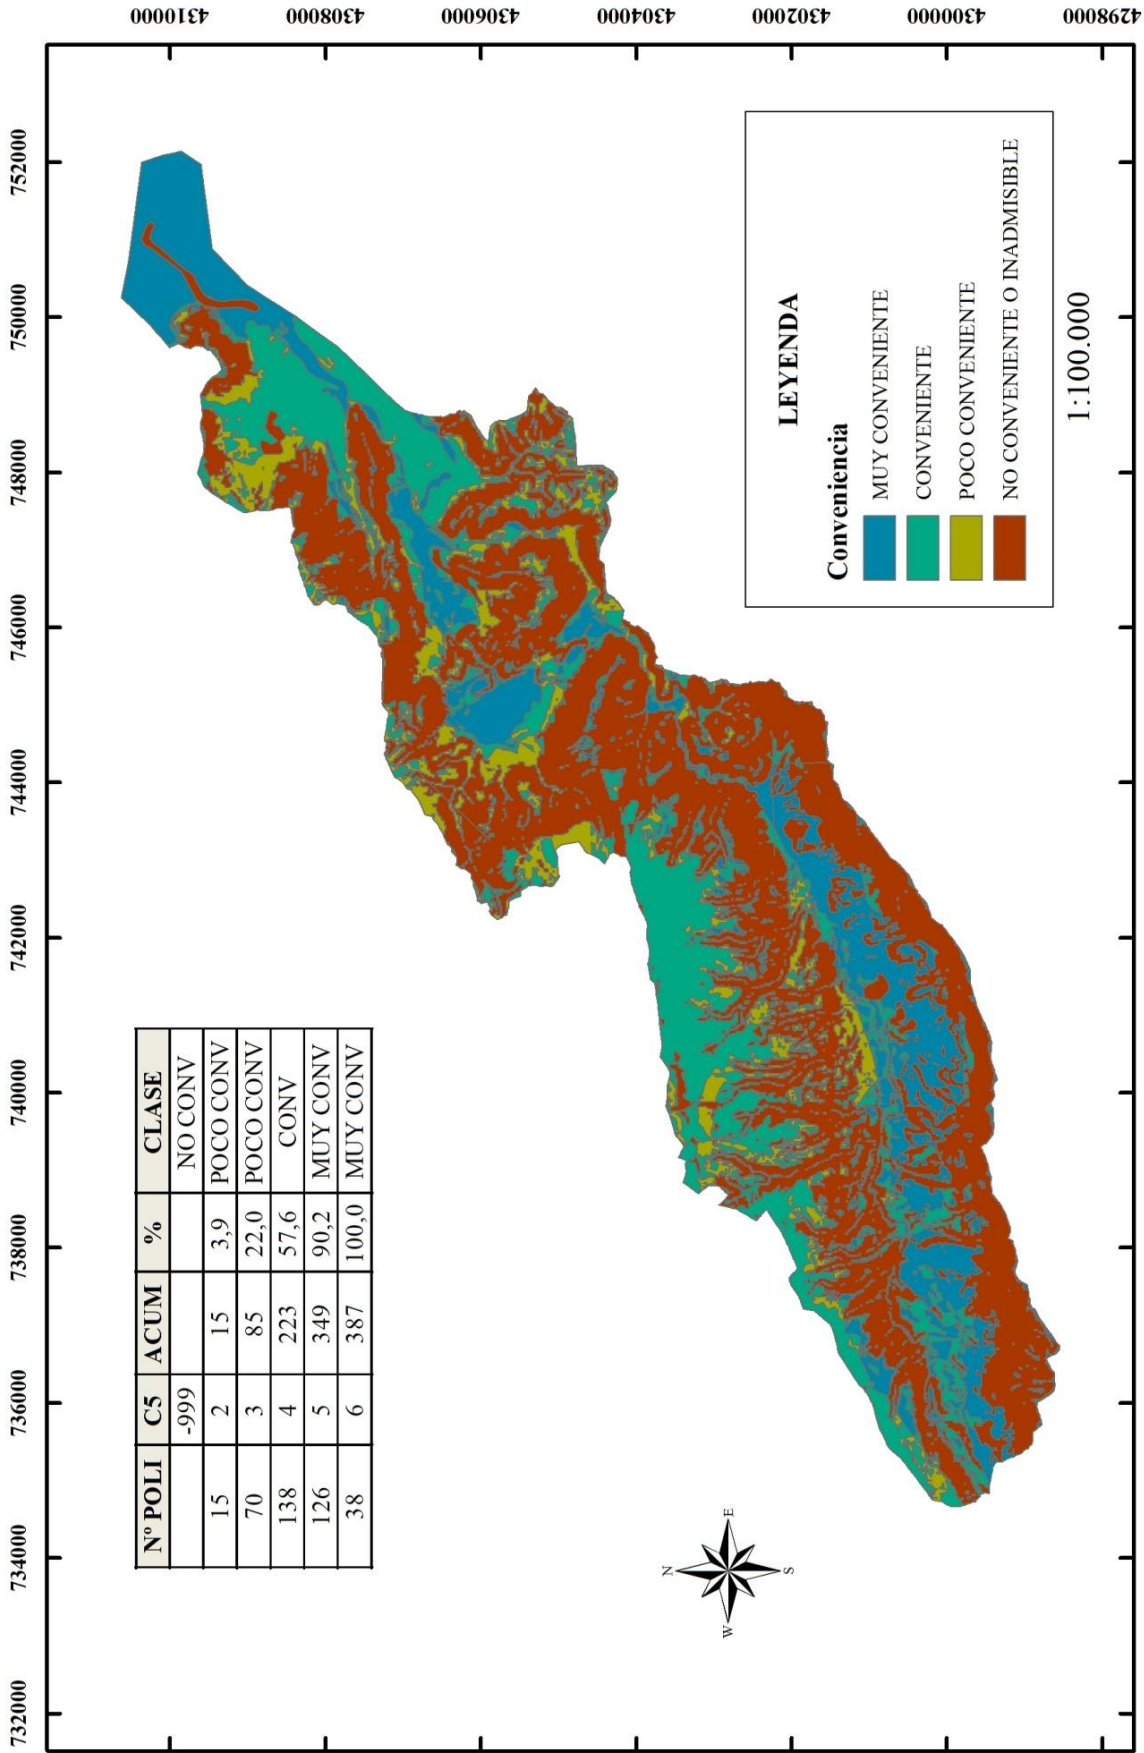 732000 734000 736000 738000 740000 742000 744000 746000 748000 750000 752000
Nº POLI C5 ACUM % CLASE
-999 NO CONV
15 2 15 3,9 POCO CONV
70 3 85 22,0 POCO CONV
138 4 223 57,6 CONV
126 5 349 90,2 MUY CONV
38 6 387 100,0 MUY CONV
4310000
4308000
4306000
4304000
4302000
4300000
4298000
N
W E
S
LEYENDA
Conveniencia
MUY CONVENIENTE
CONVENIENTE
POCO CONVENIENTE
NO CONVENIENTE O INADMISIBLE
1:100.000